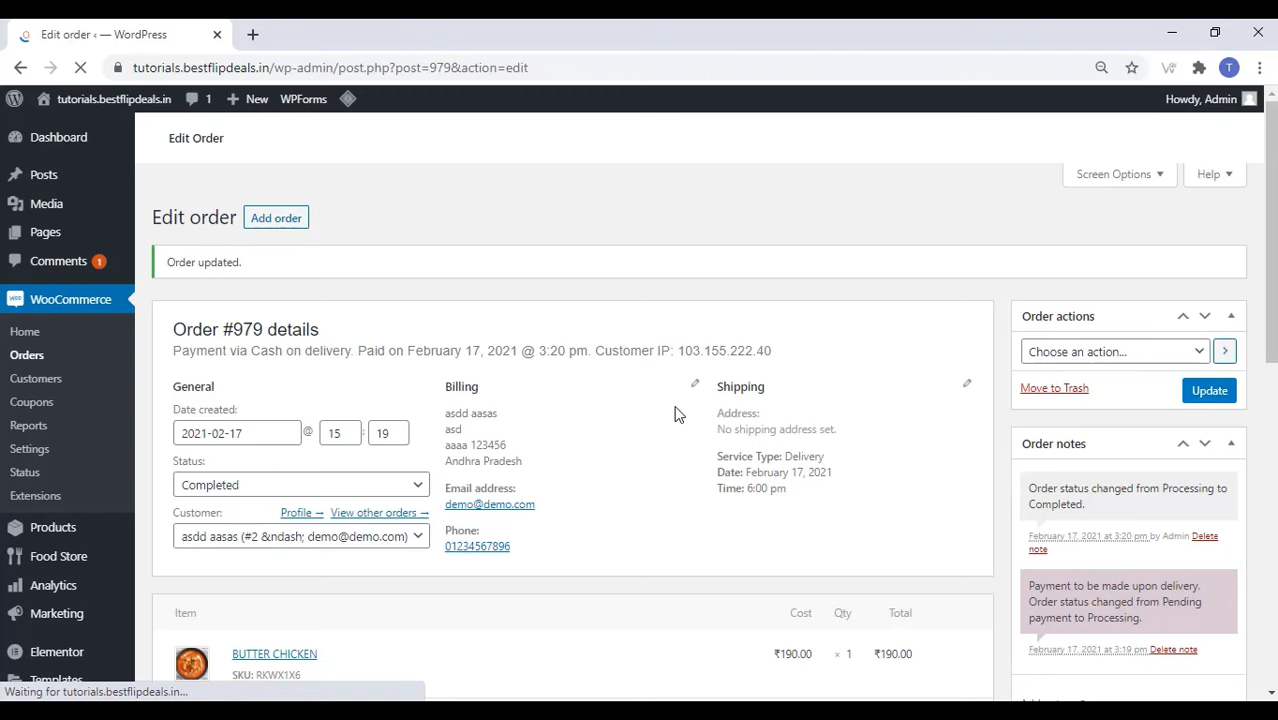 Edit order ‹ — WordPress
tutorials.bestflipdeals.in/wp-admin/post.php?post=979&action=edit
T
tutorials.bestflipdeals.in 1 New WPForms Howdy, Admin
Dashboard
Posts
Media
Pages
Comments 1
WooCommerce
Home
Orders
Customers
Coupons
Reports
Settings
Status
Extensions
Products
Food Store
Analytics
Marketing
Elementor
Templates
Edit Order
Screen Options Help
Edit order Add order
Order updated.
Order #979 details
Payment via Cash on delivery. Paid on February 17, 2021 @ 3:20 pm. Customer IP: 103.155.222.40
General
Date created:
2021-02-17 @ 15 : 19
Status:
Completed
Customer: Profile → View other orders →
asdd aasas (#2 &ndash; demo@demo.com)
Billing
asdd aasas
asd
aaaa 123456
Andhra Pradesh
Email address:
demo@demo.com
Phone:
01234567896
Shipping
Address:
No shipping address set.
Service Type: Delivery
Date: February 17, 2021
Time: 6:00 pm
Item Cost Qty Total
BUTTER CHICKEN ₹190.00 × 1 ₹190.00
SKU: RKWX1X6
Order actions
Choose an action...
Move to Trash Update
Order notes
Order status changed from Processing to
Completed.
February 17, 2021 at 3:20 pm by Admin Delete
note
Payment to be made upon delivery.
Order status changed from Pending
payment to Processing.
February 17, 2021 at 3:19 pm Delete note
Waiting for tutorials.bestflipdeals.in...